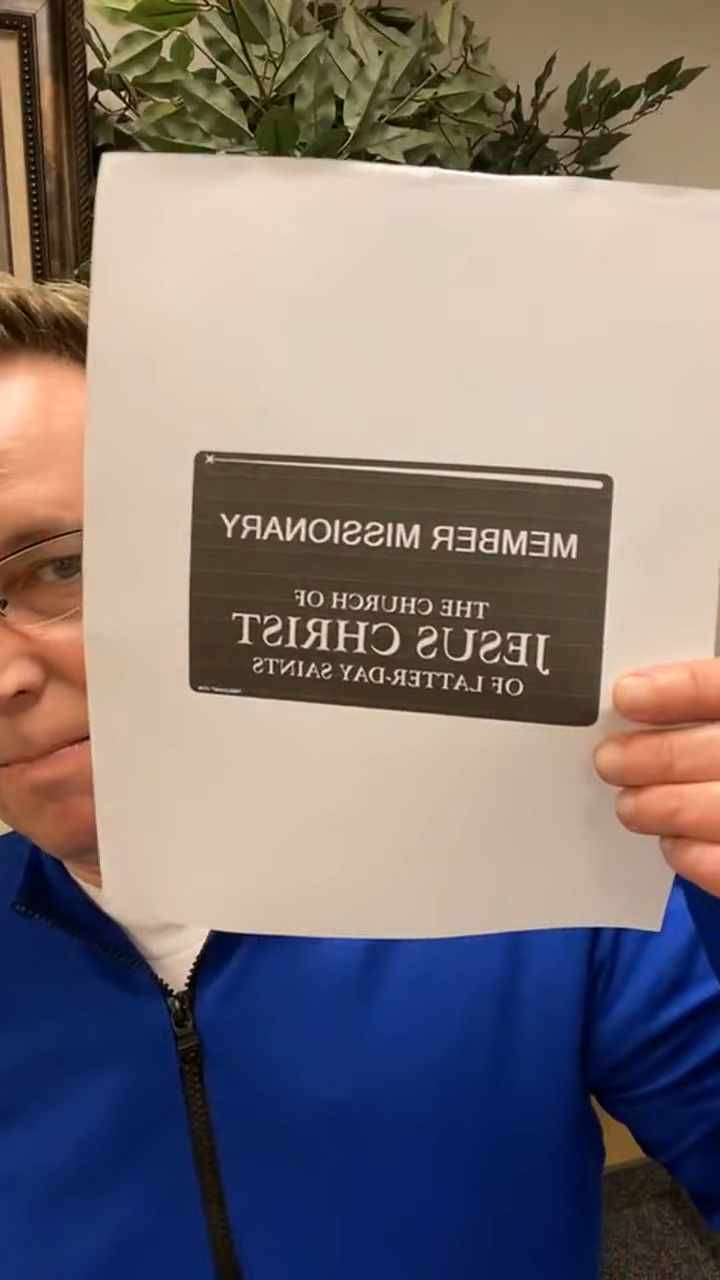 MEMBER MISSIONARY
THE CHURCH OF
JESUS CHRIST
OF LATTER-DAY SAINTS